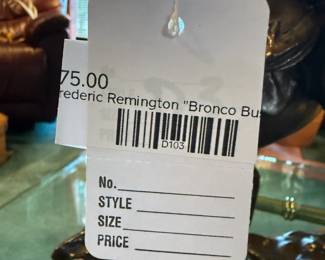 75.00
rederic Remington "Bronco Bus
D103
No.
STYLE
SIZE
PRICE